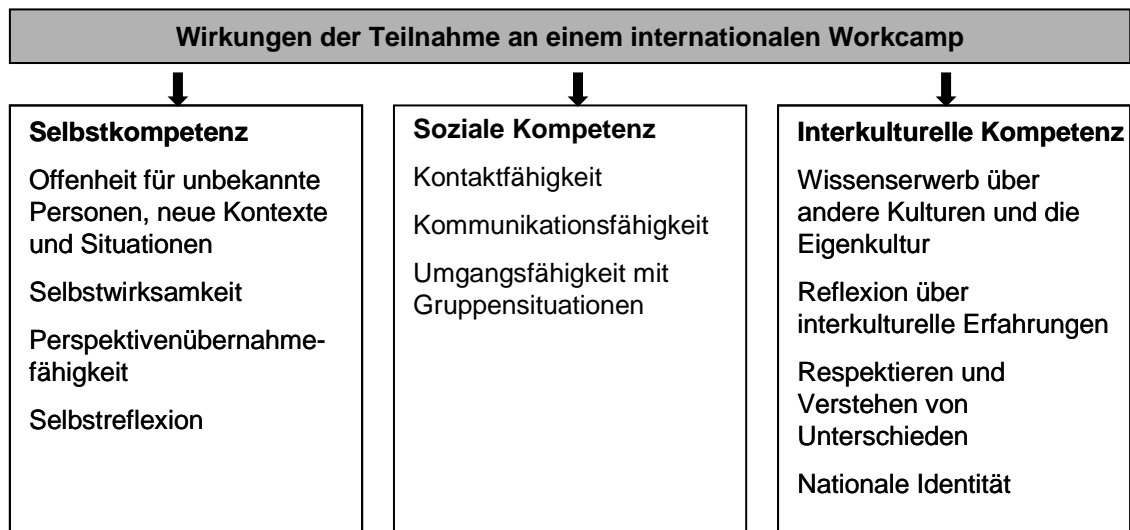 Wirkungen der Teilnahme an einem internationalen Workcamp
Selbstkompetenz
Offenheit für unbekannte
Personen, neue Kontexte
und Situationen
Selbstwirksamkeit
Perspektivenübernahme-
fähigkeit
Selbstreflexion
Soziale Kompetenz
Kontaktfähigkeit
Kommunikationsfähigkeit
Umgangsfähigkeit mit
Gruppensituationen
Interkulturelle Kompetenz
Wissenserwerb über
andere Kulturen und die
Eigenkultur
Reflexion über
interkulturelle Erfahrungen
Respektieren und
Verstehen von
Unterschieden
Nationale Identität